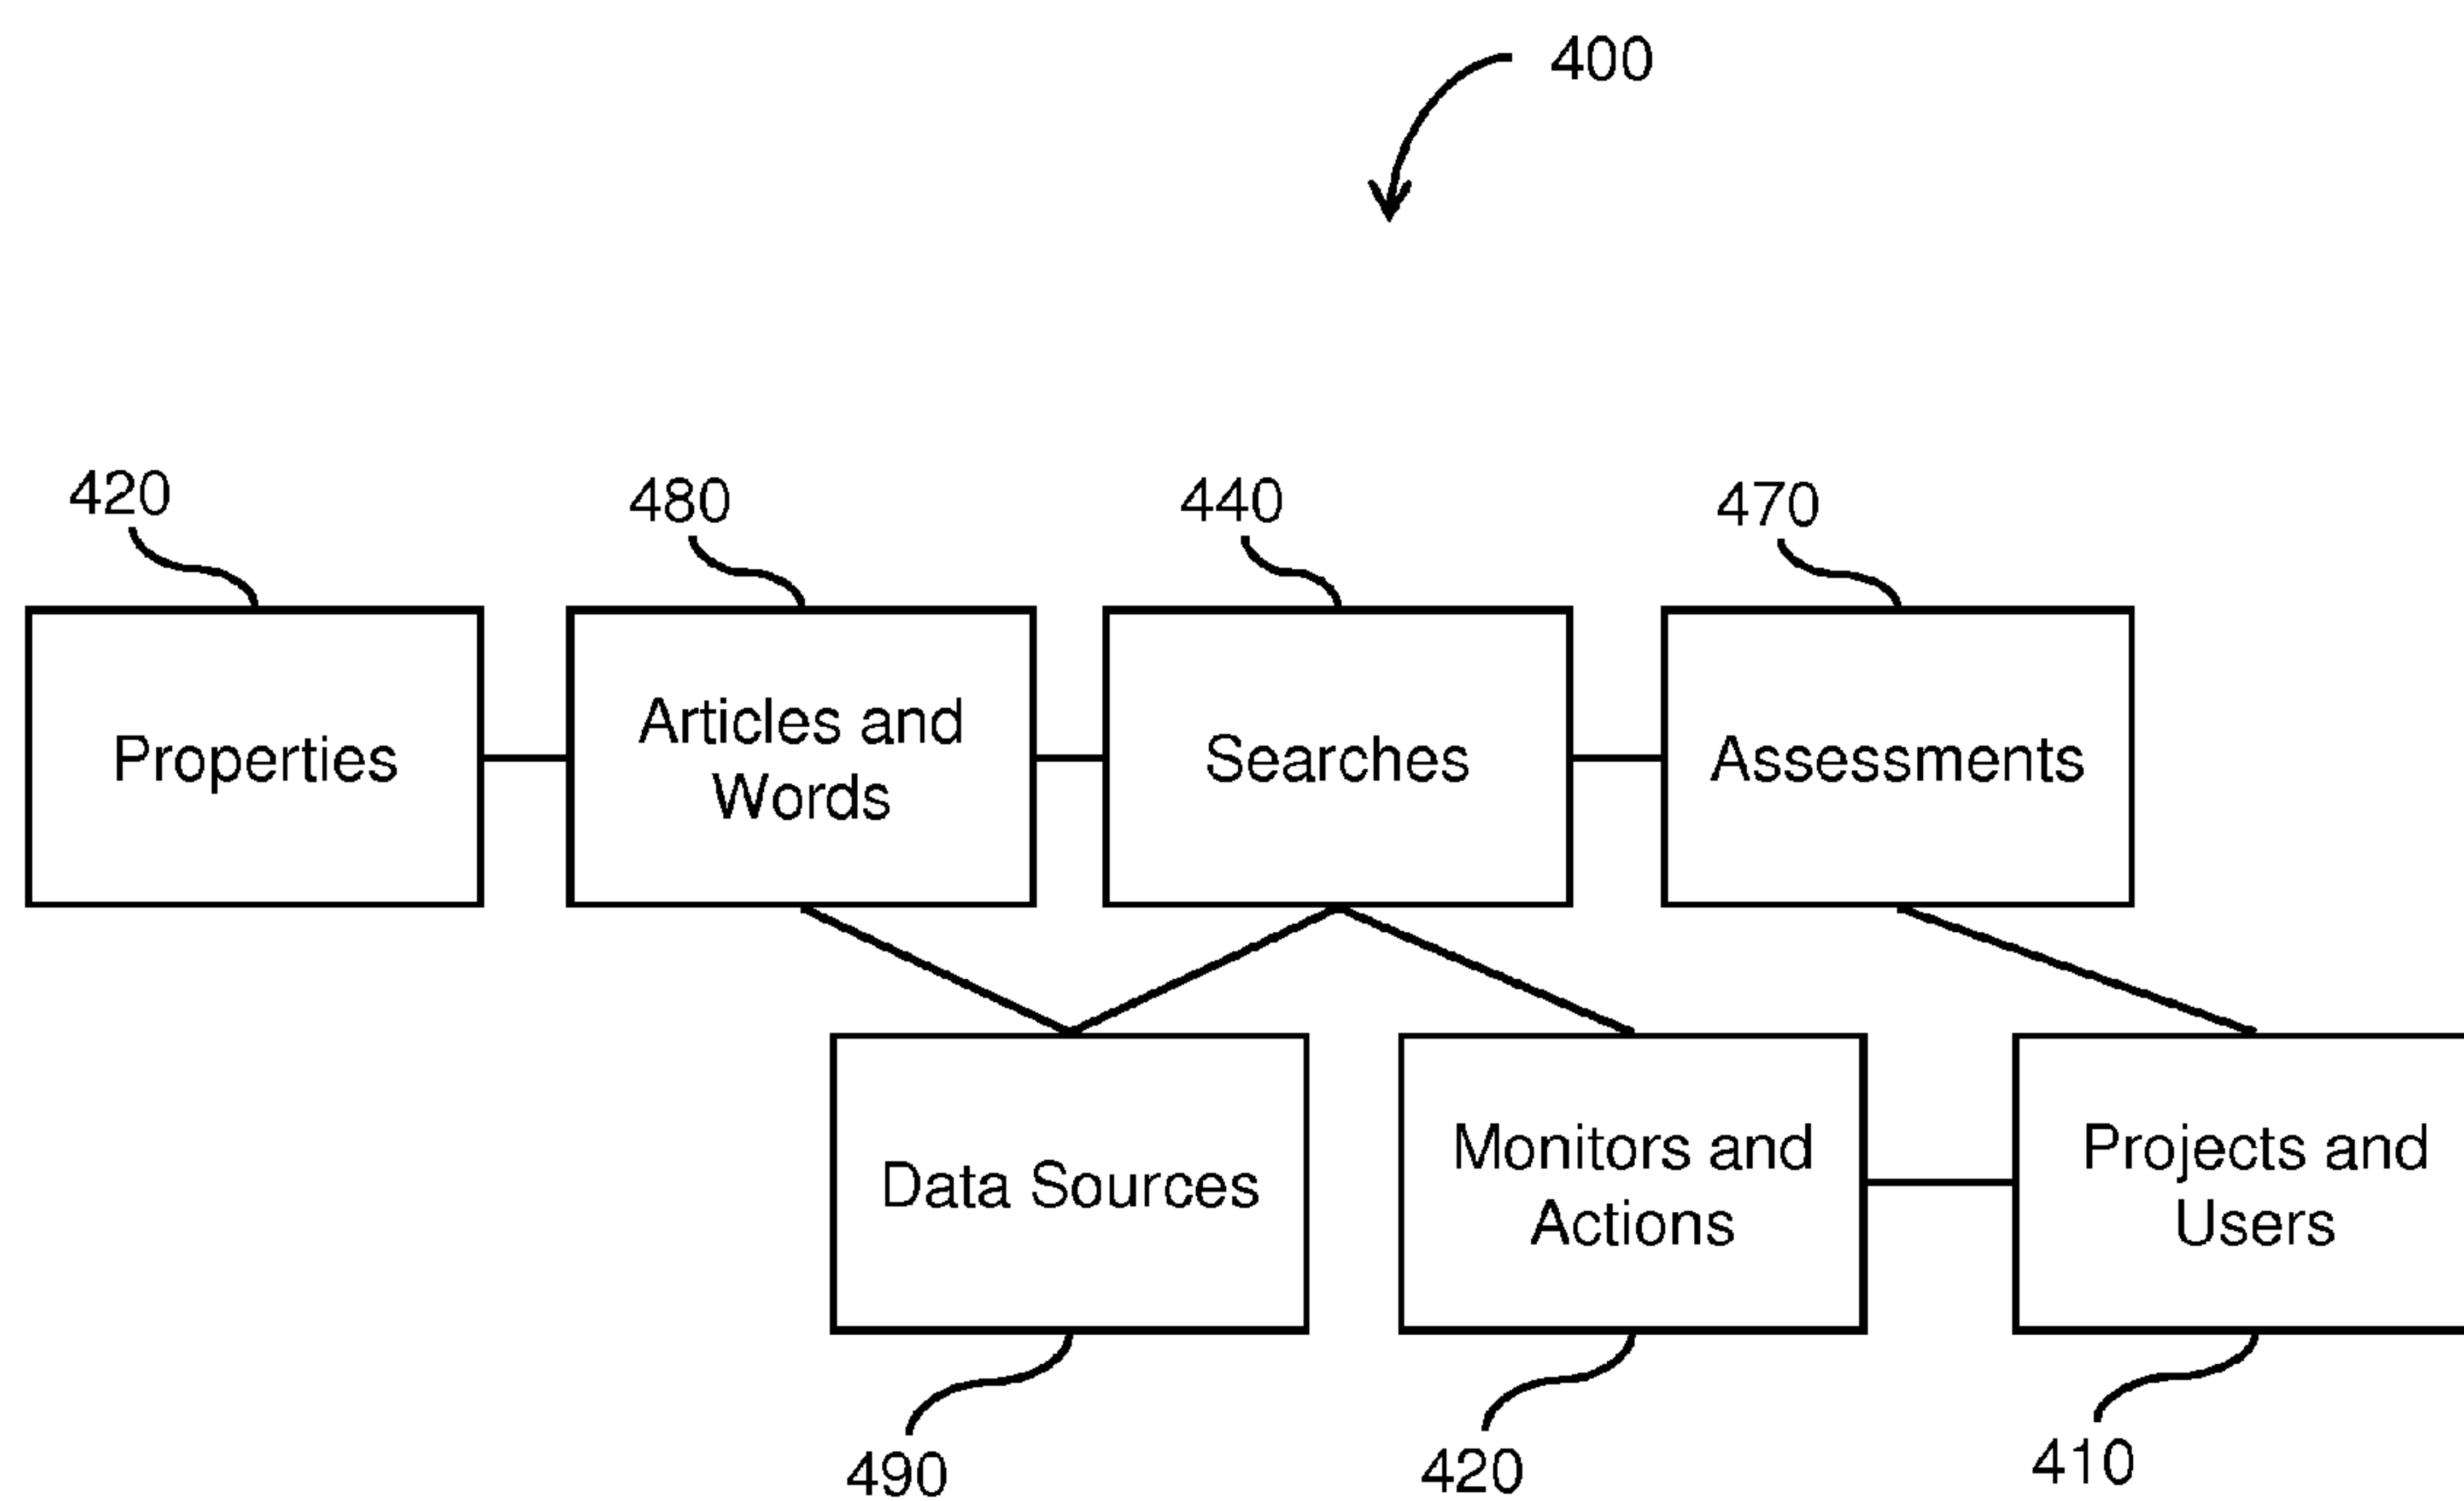 400
420
480
440
470
Properties
Articles and
Words
Searches
Assessments
Data Sources
Monitors and
Actions
Projects and
Users
490
420
410